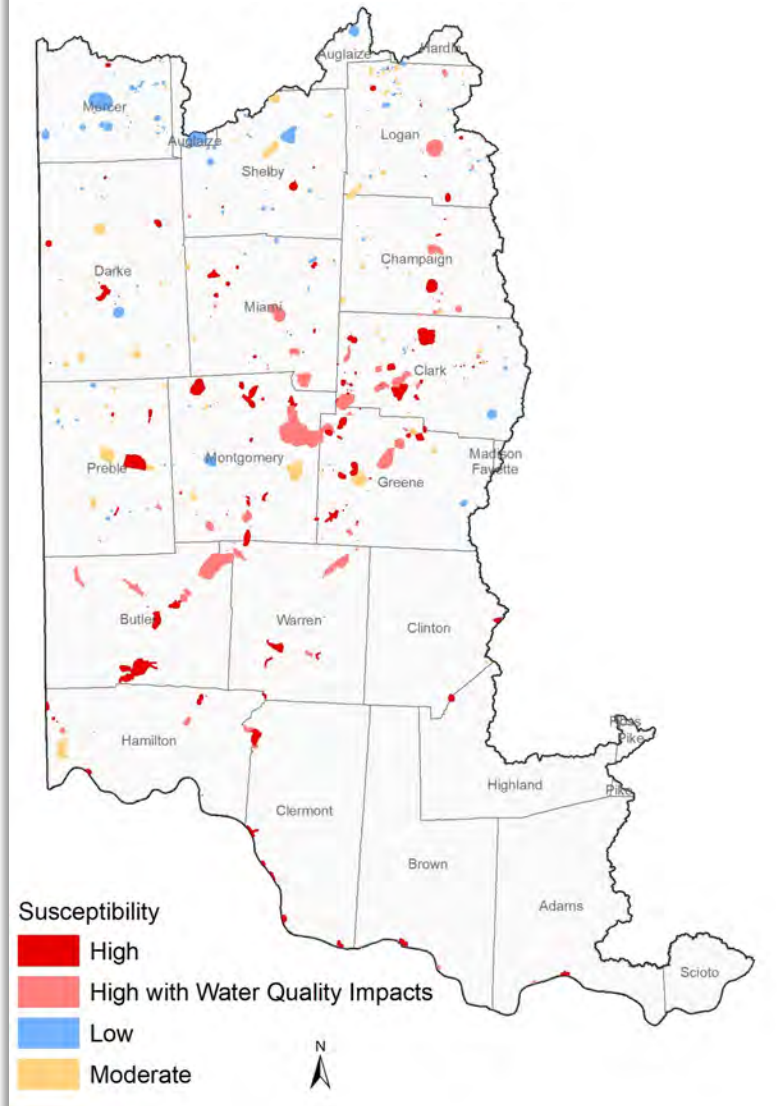 Auglaize
Hardin
Mercer
Auglaize
Logan
Shelby
Champaign
Darke
Miami
Clark
Madison
Fayette
Preble
Montgomery
Greene
Butler
Warren
Clinton
Ross
Pike
Hamilton
Highland
Pike
Clermont
Brown
Adams
Scioto
Susceptibility
High
High with Water Quality Impacts
Low
Moderate
N